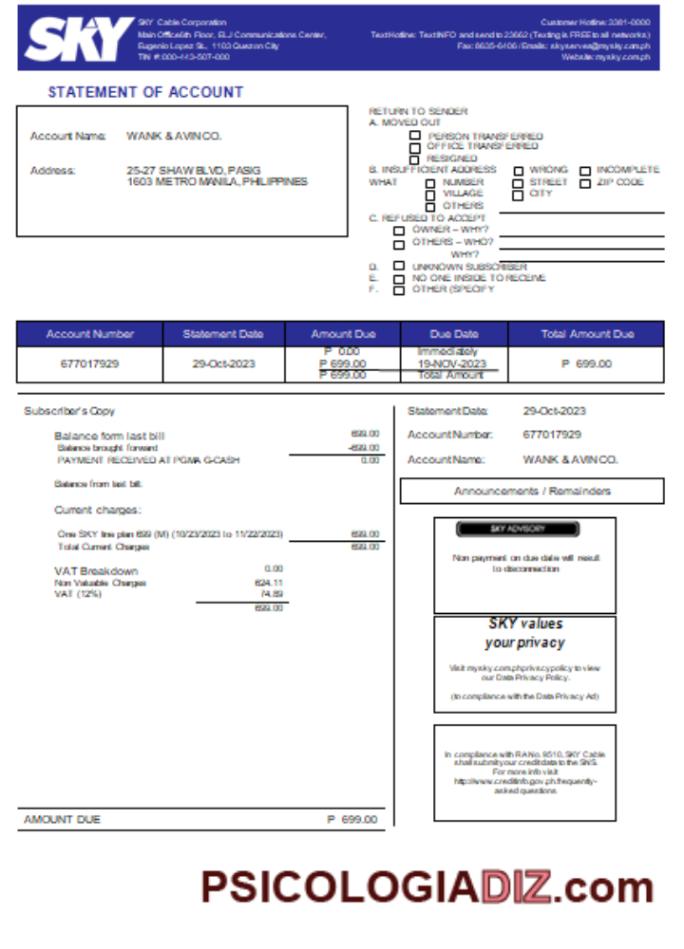 SKY
SKY Cable Corporation
Main Office6th Floor, ELJ Communications Center,
Eugenio Lopez St., 1103 Quezon City
TIN #:000-443-507-000
Customer Hotline: 3381-0000
Text Hotline: Text INFO and send to 23662 (Texting is FREE to all networks)
Fax: 8635-6406 / Emails: skyserves@mysky.com.ph
Website: mysky.com.ph
STATEMENT OF ACCOUNT
Account Name: WANK & AVIN CO.
Address: 25-27 SHAW BLVD, PASIG
1603 METRO MANILA, PHILIPPINES
RETURN TO SENDER
A. MOVED OUT
PERSON TRANSFERRED
OFFICE TRANSFERRED
RESIGNED
B. INSUFFICIENT ADDRESS WRONG INCOMPLETE
WHAT NUMBER STREET ZIP CODE
VILLAGE CITY
OTHERS
C. REFUSED TO ACCEPT
OWNER – WHY?
OTHERS – WHO?
WHY?
D. UNKNOWN SUBSCRIBER
E. NO ONE INSIDE TO RECEIVE
F. OTHER (SPECIFY
Account Number Statement Date Amount Due Due Date Total Amount Due
P 0.00 Immediately
677017929 29-Oct-2023 P 699.00 19-NOV-2023 P 699.00
P 699.00 Total Amount
Subscriber's Copy
Balance form last bill 699.00
Balance brought forward -699.00
PAYMENT RECEIVED AT PGMA G-CASH 0.00
Balance from last bill:
Current charges:
One SKY line plan 699 (M) (10/23/2023 to 11/22/2023) 699.00
Total Current Charges 699.00
VAT Breakdown 0.00
Non Valuable Charges 624.11
VAT (12%) 74.89
699.00
AMOUNT DUE P 699.00
Statement Date: 29-Oct-2023
Account Number: 677017929
Account Name: WANK & AVIN CO.
Announcements / Remainders
SKY ADVISORY
Non payment on due date will result
to disconnection
SKY values
your privacy
Visit mysky.com.phprivacypolicy to view
our Data Privacy Policy.
(to compliance with the Data Privacy Ad)
In compliance with RA No. 9510, SKY Cable
shall submit your credit data to the SNS.
For more info visit
http://www.creditinfo.gov.ph.frequently-
asked questions
PSICOLOGIADIZ.com